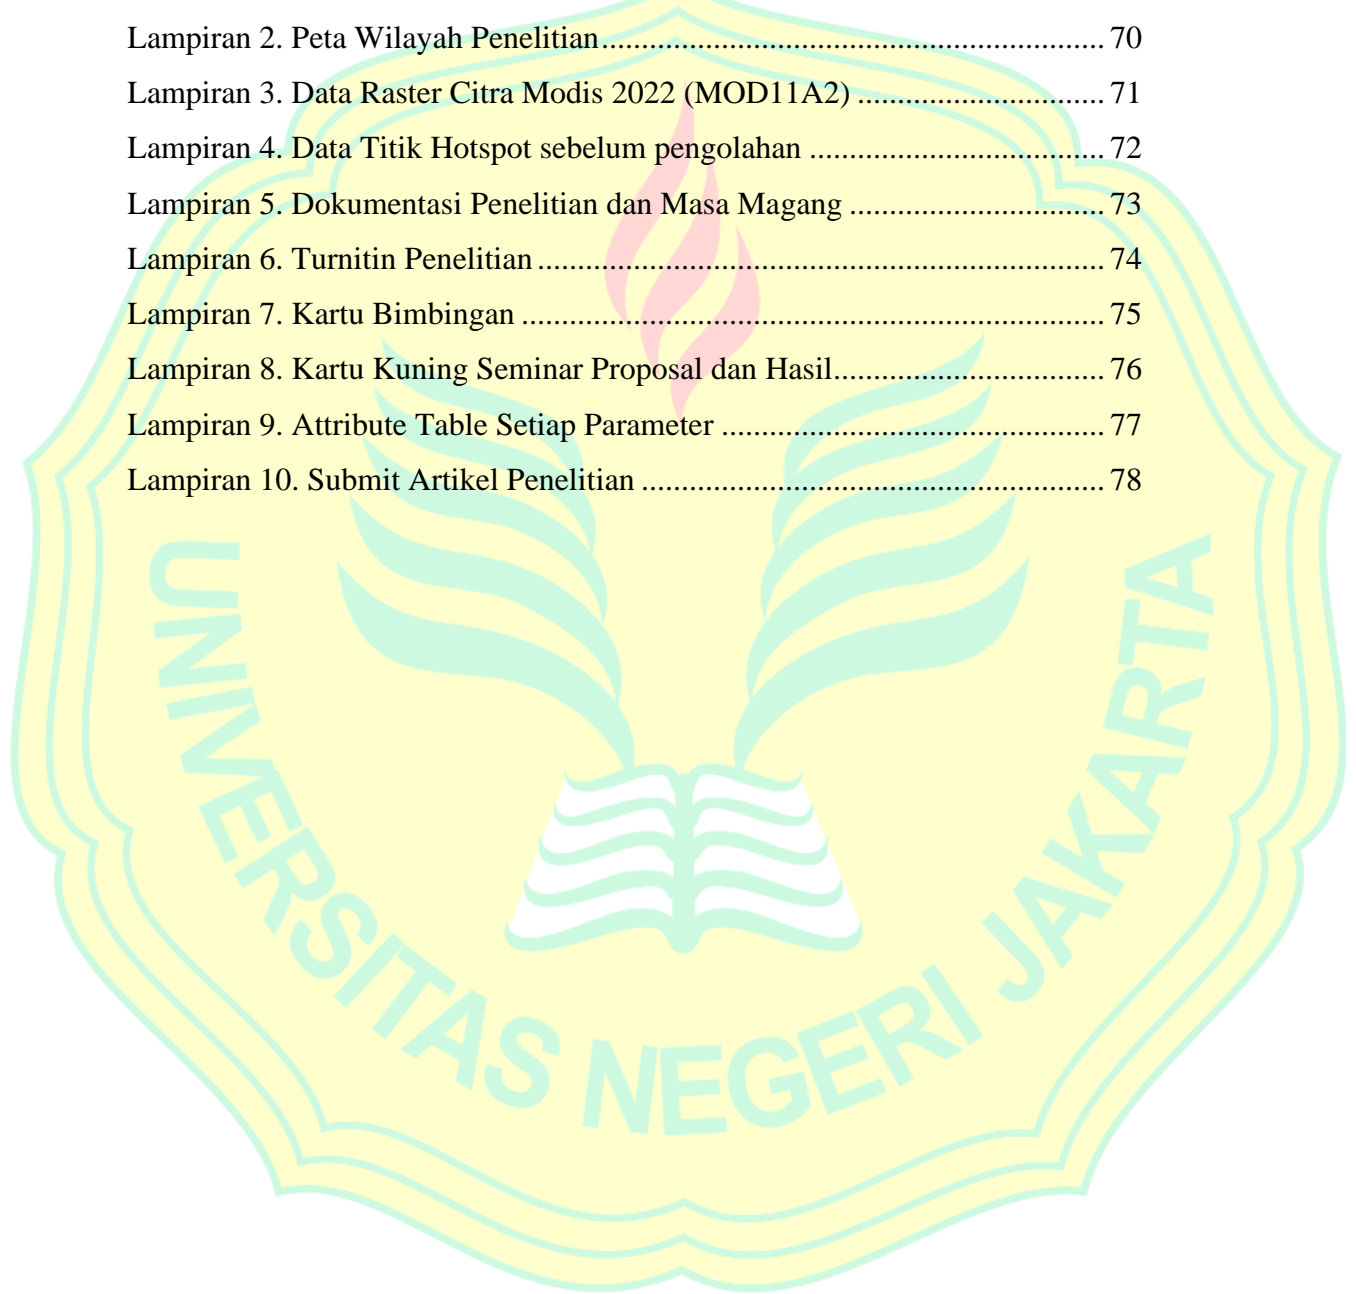 Lampiran 2. Peta Wilayah Penelitian............................................................... 70
Lampiran 3. Data Raster Citra Modis 2022 (MOD11A2) ............................... 71
Lampiran 4. Data Titik Hotspot sebelum pengolahan ..................................... 72
Lampiran 5. Dokumentasi Penelitian dan Masa Magang ................................ 73
Lampiran 6. Turnitin Penelitian ....................................................................... 74
Lampiran 7. Kartu Bimbingan ......................................................................... 75
Lampiran 8. Kartu Kuning Seminar Proposal dan Hasil.................................. 76
Lampiran 9. Attribute Table Setiap Parameter ................................................ 77
Lampiran 10. Submit Artikel Penelitian .......................................................... 78
UNIVERSITAS NEGERI JAKARTA